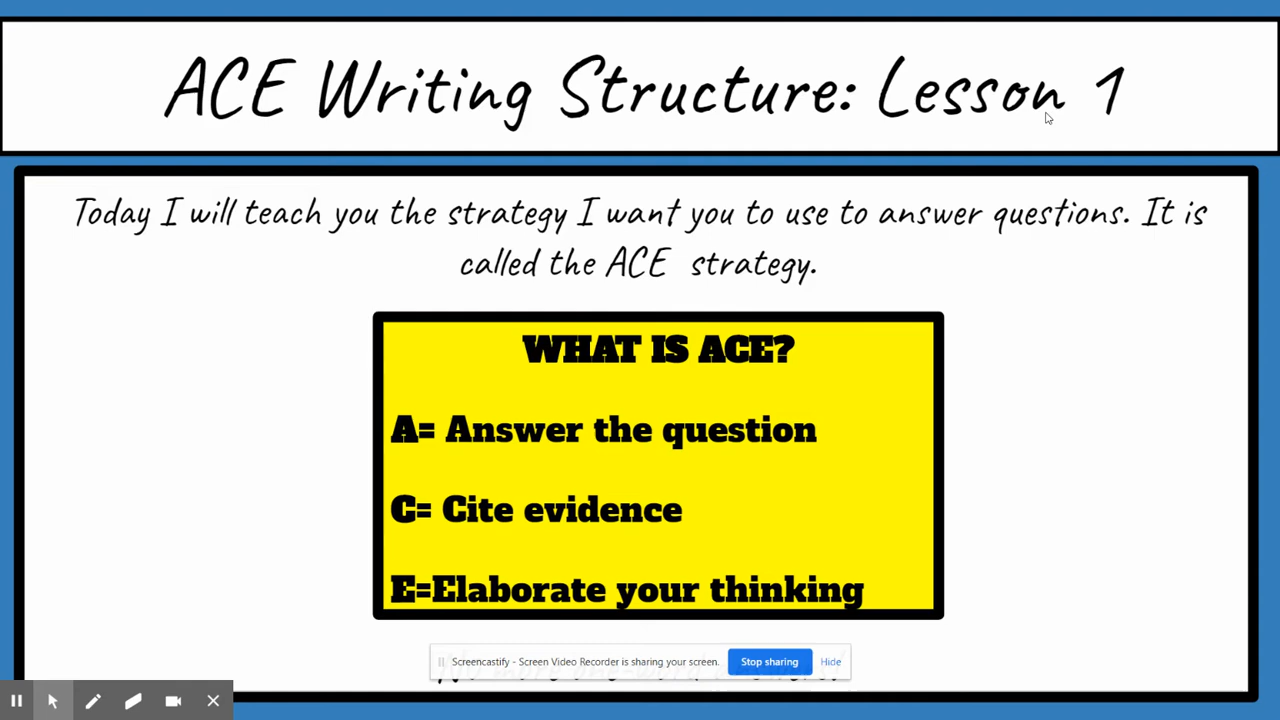 ACE Writing Structure: Lesson 1
Today I will teach you the strategy I want you to use to answer questions. It is
called the ACE strategy.
WHAT IS ACE?
A= Answer the question
C= Cite evidence
E=Elaborate your thinking
Screencastify - Screen Video Recorder is sharing your screen. Stop sharing Hide